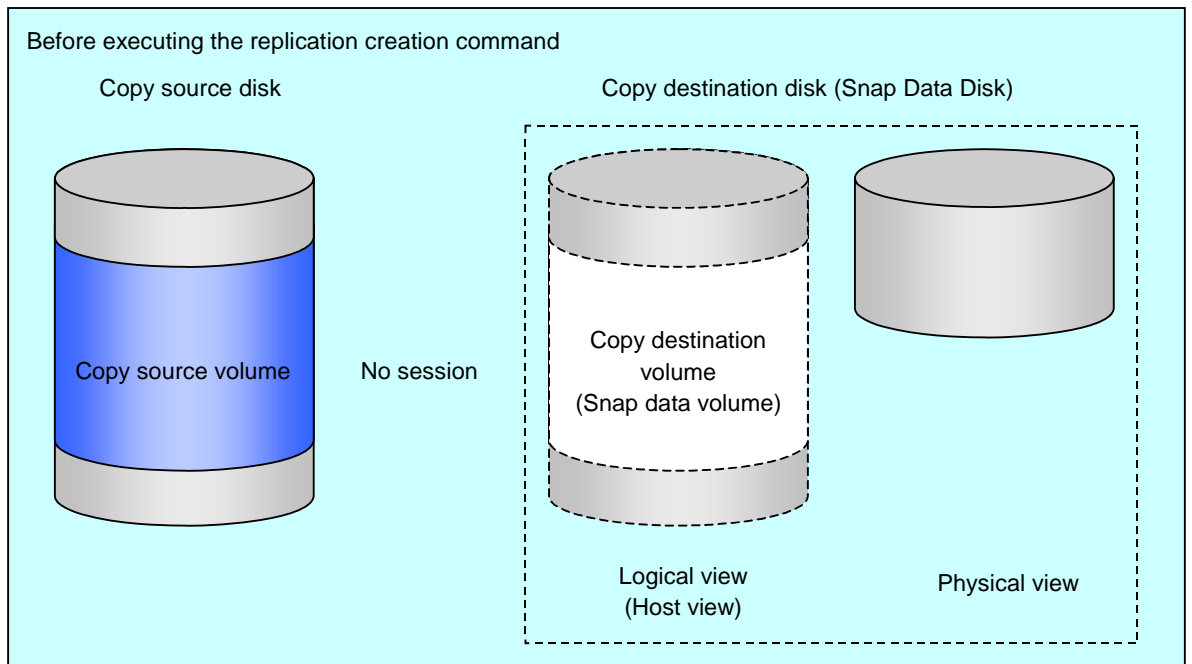 Before executing the replication creation command
Copy source disk
Copy destination disk (Snap Data Disk)
Copy source volume
No session
Copy destination
volume
(Snap data volume)
Logical view
(Host view)
Physical view